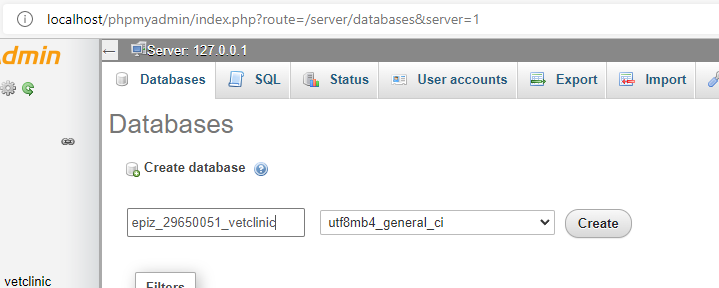 localhost/phpmyadmin/index.php?route=/server/databases&server=1
dmin
Server: 127.0.0.1
Databases SQL Status User accounts Export Import
Databases
Create database
epiz_29650051_vetclinic utf8mb4_general_ci Create
Filters
vetclinic